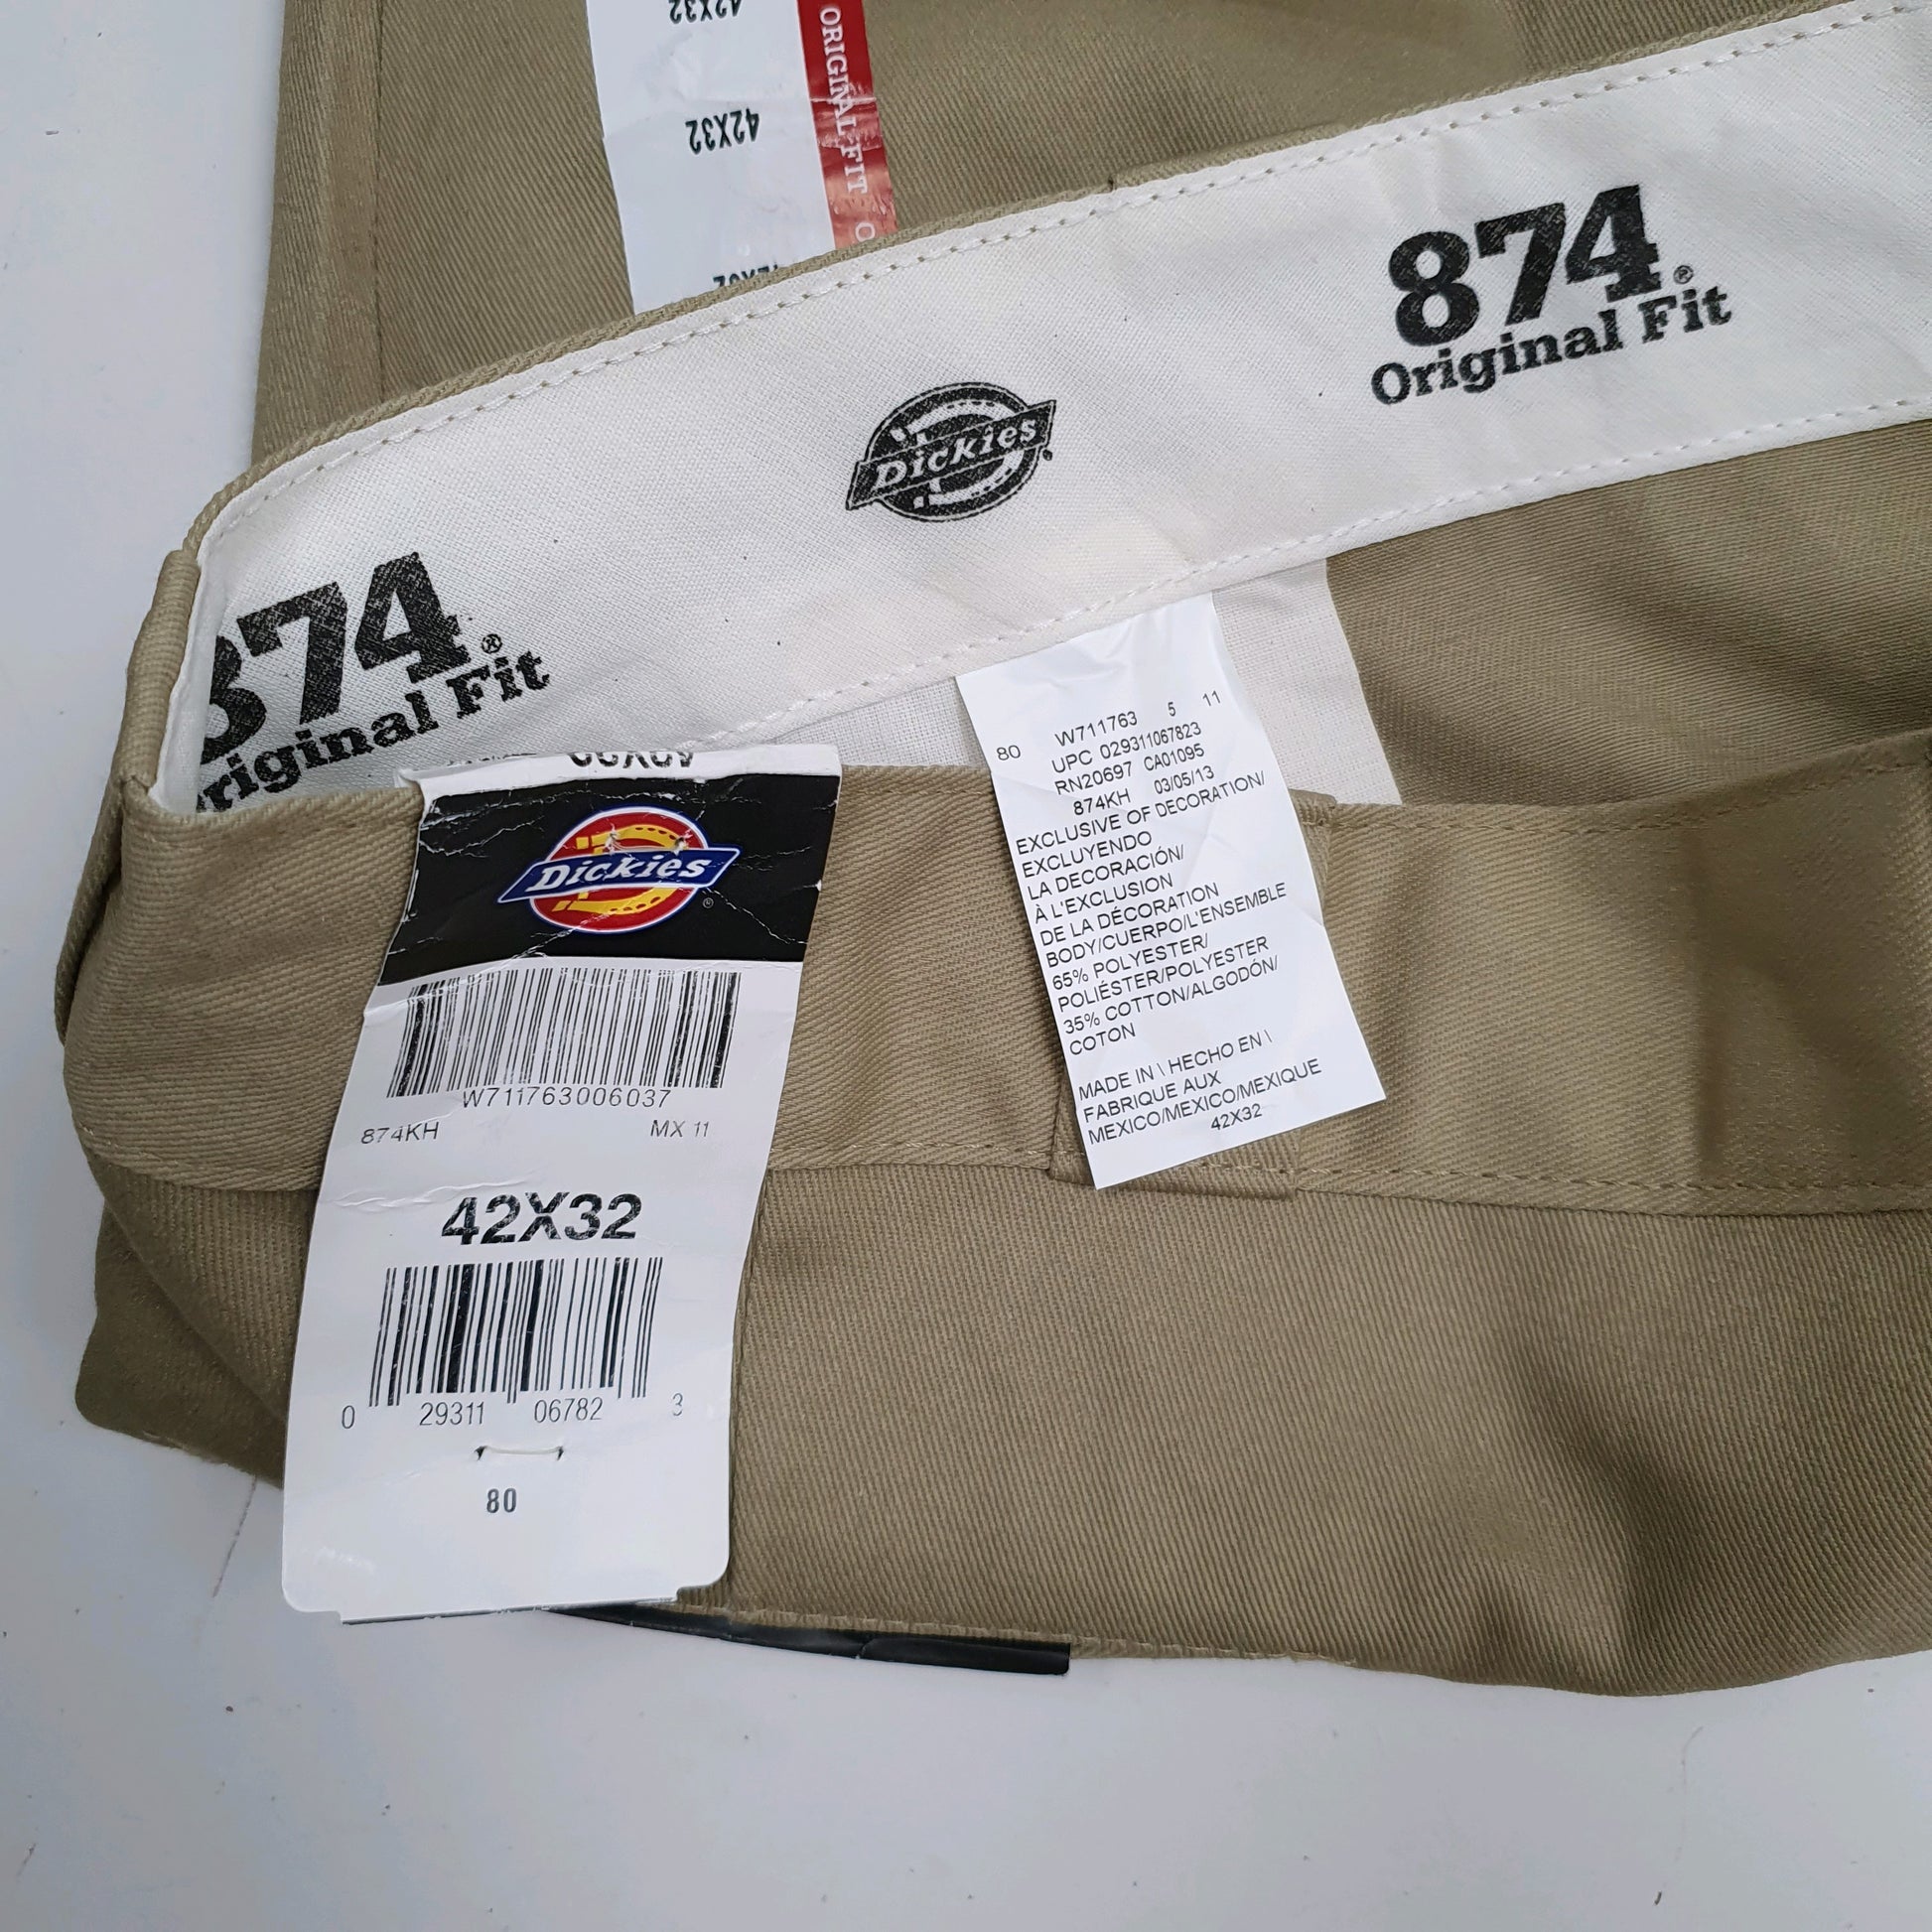 42X32
42X32
ORIGINAL FIT
874®
Original Fit
Dickies
874®
Original Fit
80 W711763 5 11
UPC 029311067823
RN20697 CA01095
874KH 03/05/13
EXCLUSIVE OF DECORATION/
EXCLUYENDO
LA DECORACIÓN/
À L'EXCLUSION
DE LA DÉCORATION
BODY/CUERPO/L'ENSEMBLE
65% POLYESTER/
POLIÉSTER/POLYESTER
35% COTTON/ALGODÓN/
COTON
MADE IN \ HECHO EN \
FABRIQUE AUX
MEXICO/MEXICO/MEXIQUE
42X32
Dickies®
W711763006037
874KH MX 11
42X32
0 29311 06782 3
80